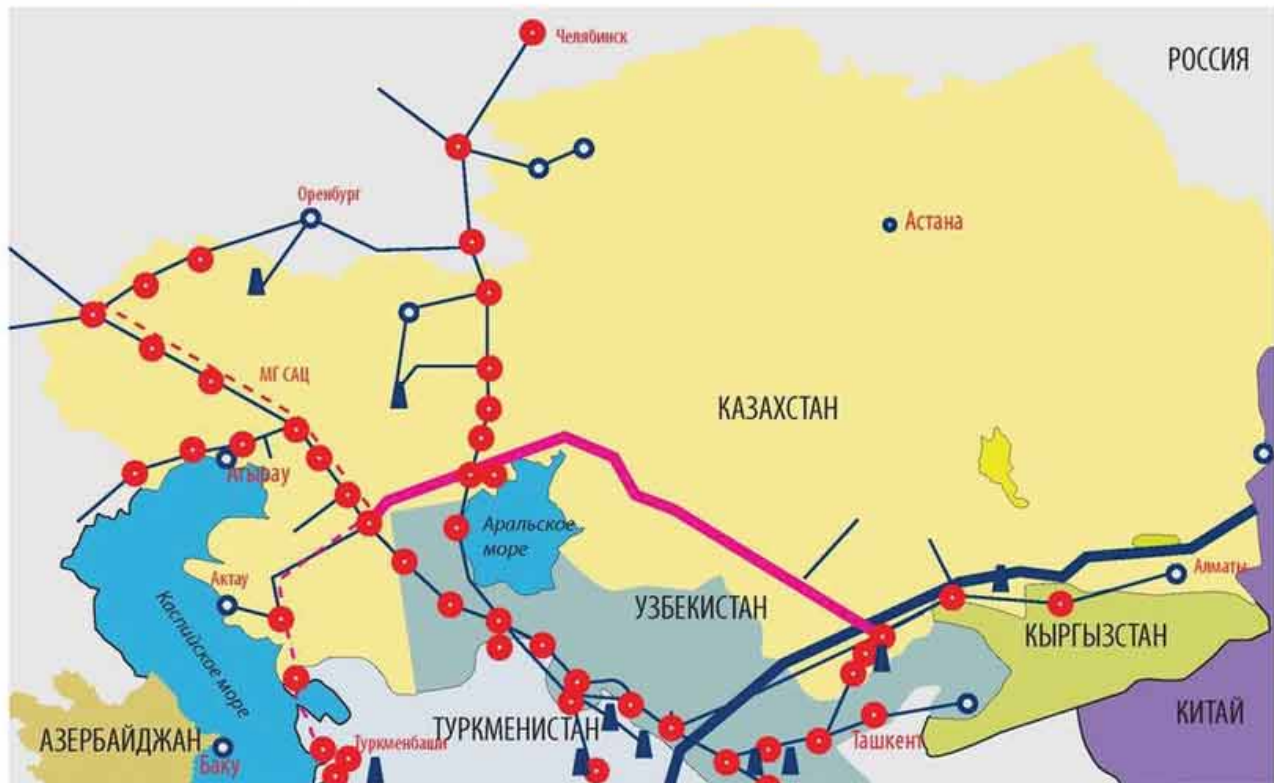 Челябинск
РОССИЯ
Оренбург
Астана
МГ САЦ
КАЗАХСТАН
Атырау
Аральское
море
Актау
Алматы
УЗБЕКИСТАН
КЫРГЫЗСТАН
Каспийское море
КИТАЙ
ТУРКМЕНИСТАН
АЗЕРБАЙДЖАН
Туркменбаши
Ташкент
Баку